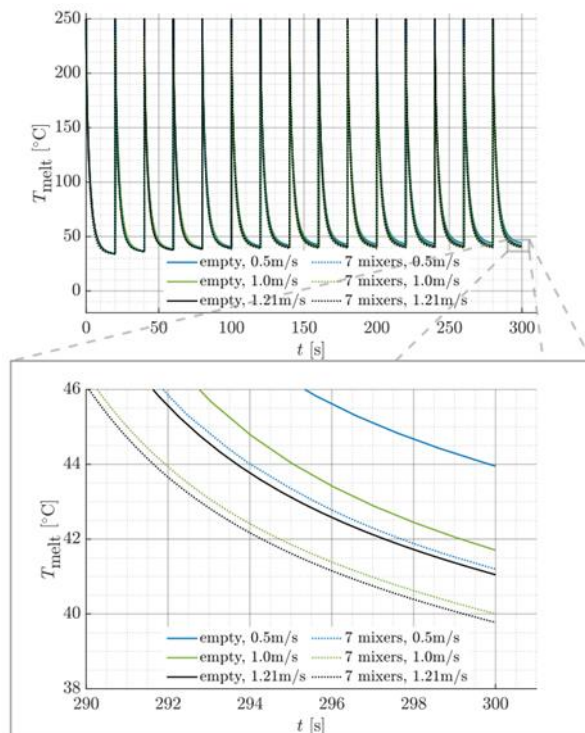 250
200
150
100
50
0
T_melt [°C]
empty, 0.5m/s 7 mixers, 0.5m/s
empty, 1.0m/s 7 mixers, 1.0m/s
empty, 1.21m/s 7 mixers, 1.21m/s
0 50 100 150 200 250 300
t [s]
46
44
42
40
38
T_melt [°C]
empty, 0.5m/s 7 mixers, 0.5m/s
empty, 1.0m/s 7 mixers, 1.0m/s
empty, 1.21m/s 7 mixers, 1.21m/s
290 292 294 296 298 300
t [s]